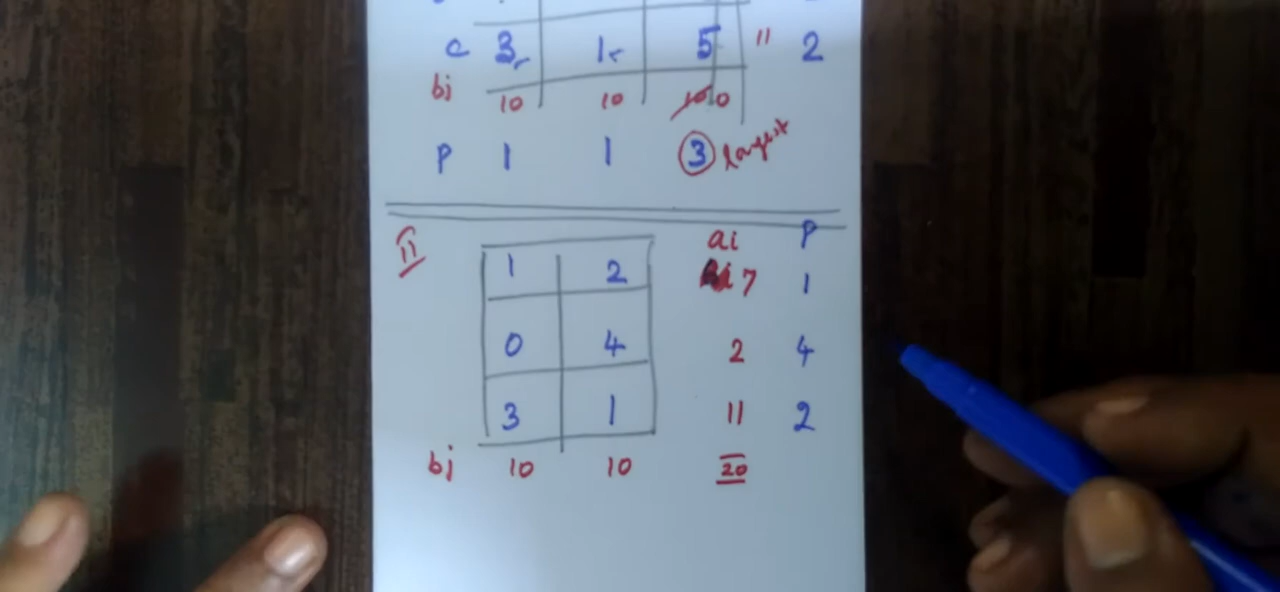 c 3 1 5 11 2
bj 10 10 10 0
P 1 1 3 largest
II ai P
1 2 7 1
0 4 2 4
3 1 11 2
bj 10 10 20